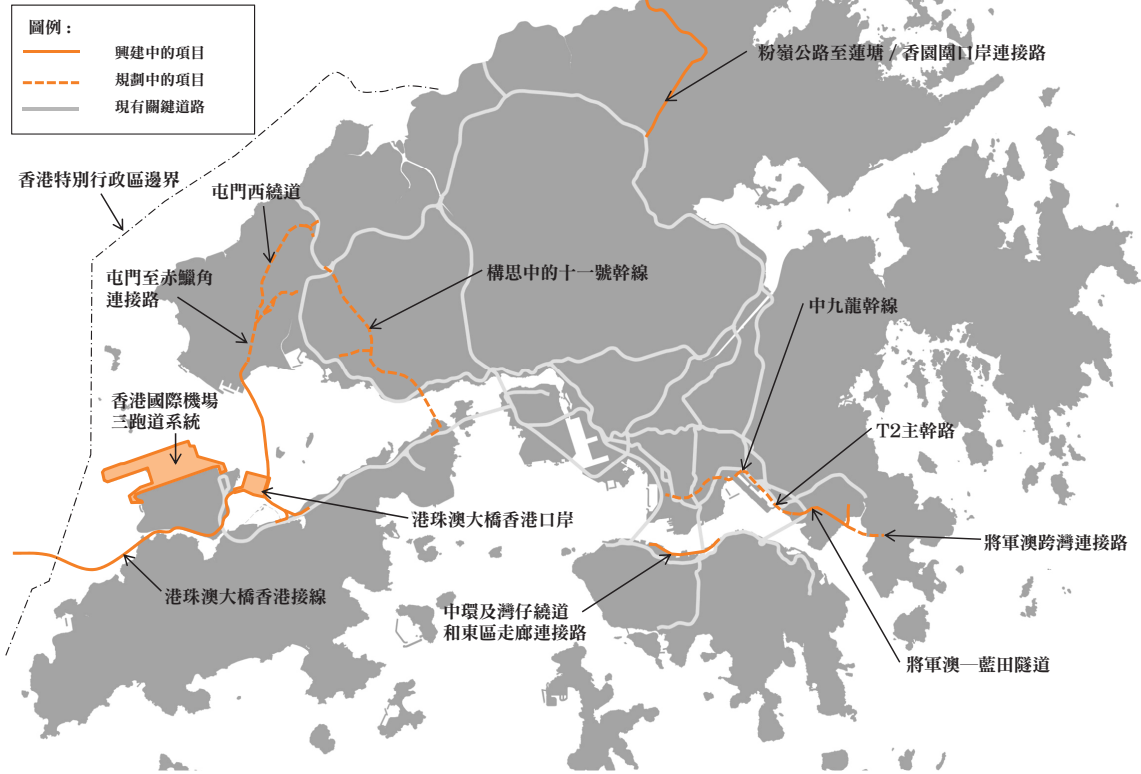 圖例：
興建中的項目
規劃中的項目
現有關鍵道路
粉嶺公路至蓮塘 / 香園圍口岸連接路
香港特別行政區邊界
屯門西繞道
屯門至赤鱲角
連接路
構思中的十一號幹線
中九龍幹線
香港國際機場
三跑道系統
T2主幹路
港珠澳大橋香港口岸
將軍澳跨灣連接路
港珠澳大橋香港接線
中環及灣仔繞道
和東區走廊連接路
將軍澳—藍田隧道